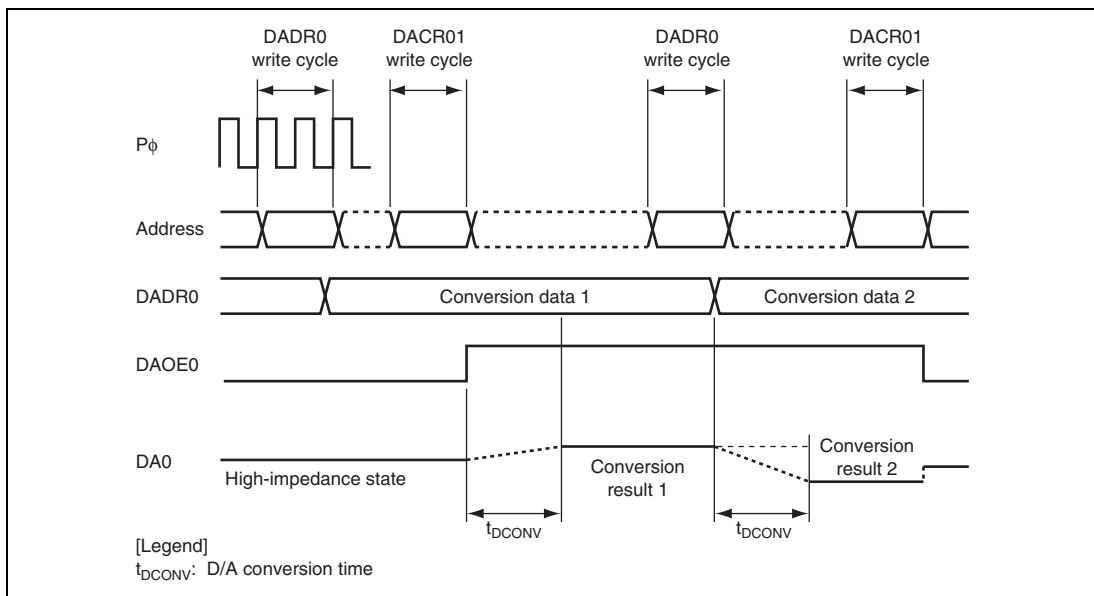 DADR0
write cycle
DACR01
write cycle
DADR0
write cycle
DACR01
write cycle
Pϕ
Address
DADR0
Conversion data 1
Conversion data 2
DAOE0
DA0
High-impedance state
Conversion
result 1
Conversion
result 2
tDCONV
tDCONV
[Legend]
tDCONV: D/A conversion time